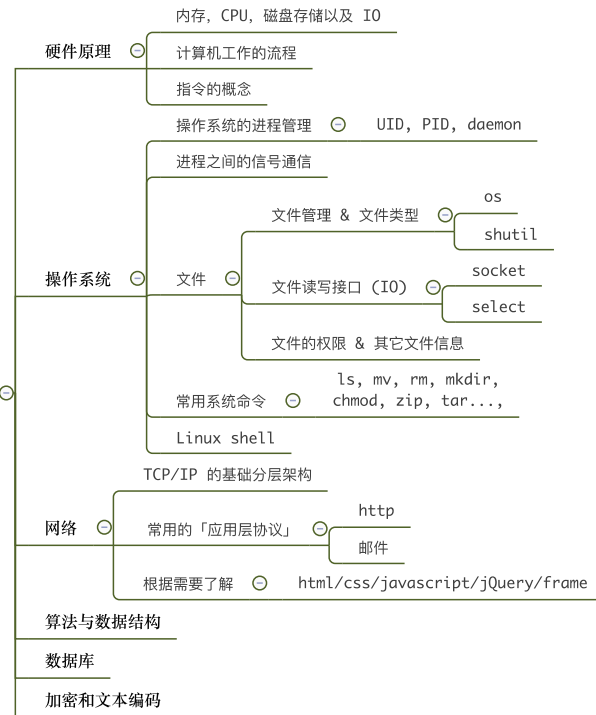 硬件原理
内存，CPU，磁盘存储以及 IO
计算机工作的流程
指令的概念
操作系统
操作系统的进程管理
UID, PID, daemon
进程之间的信号通信
文件
文件管理 & 文件类型
os
shutil
文件读写接口 (IO)
socket
select
文件的权限 & 其它文件信息
常用系统命令
ls, mv, rm, mkdir,
chmod, zip, tar...,
Linux shell
网络
TCP/IP 的基础分层架构
常用的「应用层协议」
http
邮件
根据需要了解
html/css/javascript/jQuery/frame
算法与数据结构
数据库
加密和文本编码